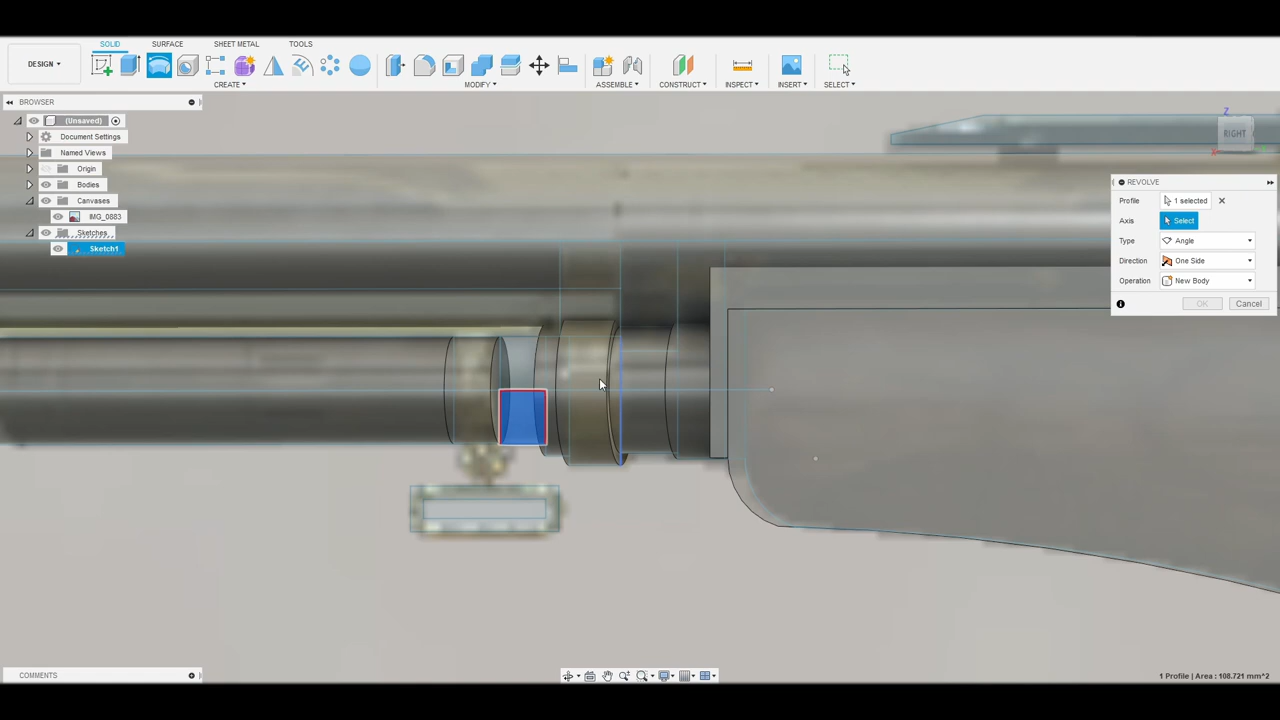 SOLID SURFACE SHEET METAL TOOLS
DESIGN
CREATE MODIFY ASSEMBLE CONSTRUCT INSPECT INSERT SELECT
BROWSER
(Unsaved)
Document Settings
Named Views
Origin
Bodies
Canvases
IMG_0883
Sketches
Sketch1
Z
RIGHT
X
REVOLVE
Profile 1 selected
Axis Select
Type Angle
Direction One Side
Operation New Body
OK Cancel
COMMENTS
1 Profile | Area : 108.721 mm^2